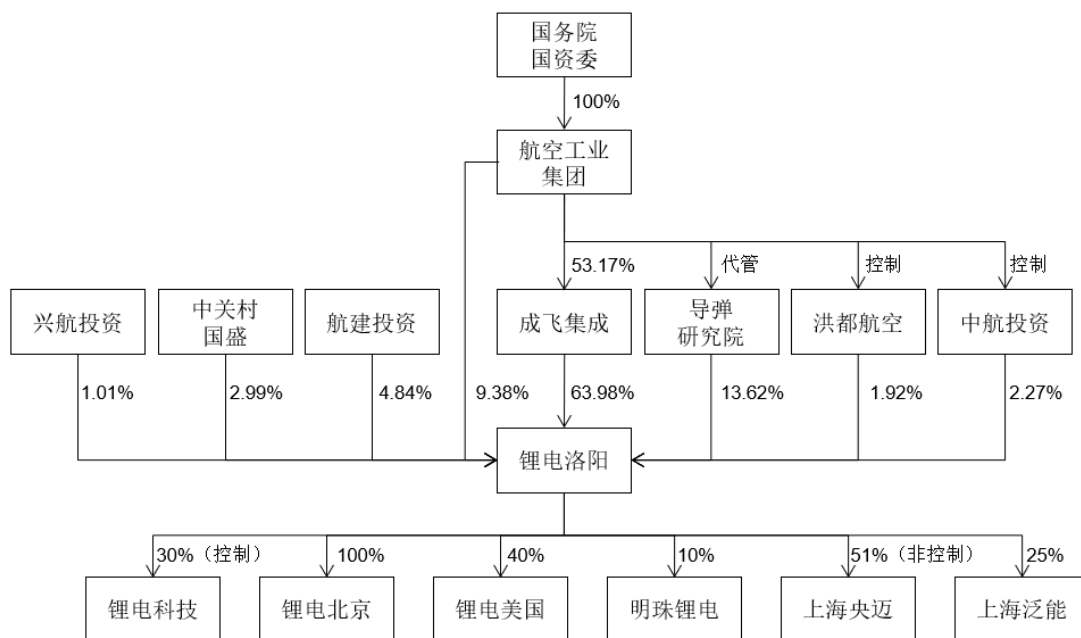 国务院
国资委
100%
航空工业
集团
53.17%
代管
控制
控制
兴航投资
中关村
国盛
航建投资
成飞集成
导弹
研究院
洪都航空
中航投资
1.01%
2.99%
4.84%
9.38%
63.98%
13.62%
1.92%
2.27%
锂电洛阳
30%（控制）
100%
40%
10%
51%（非控制）
25%
锂电科技
锂电北京
锂电美国
明珠锂电
上海央迈
上海泛能